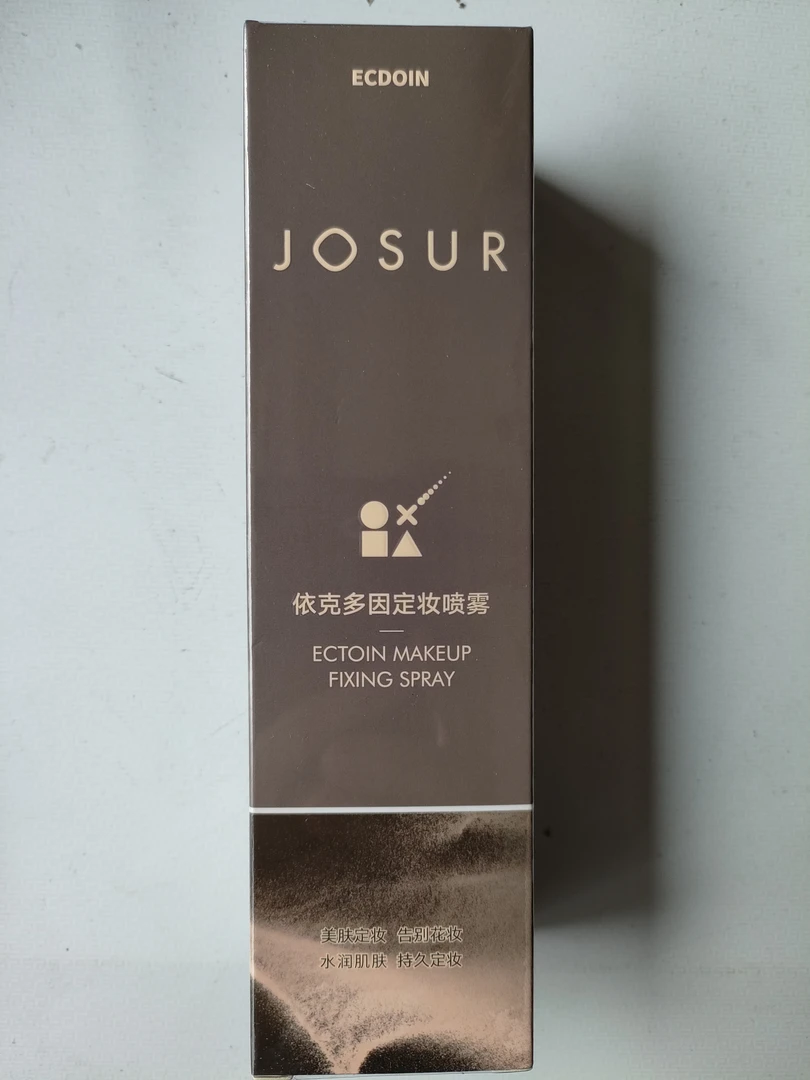 ECDOIN
JOSUR
依克多因定妆喷雾
ECTOIN MAKEUP
FIXING SPRAY
美肤定妆 告别花妆
水润肌肤 持久定妆